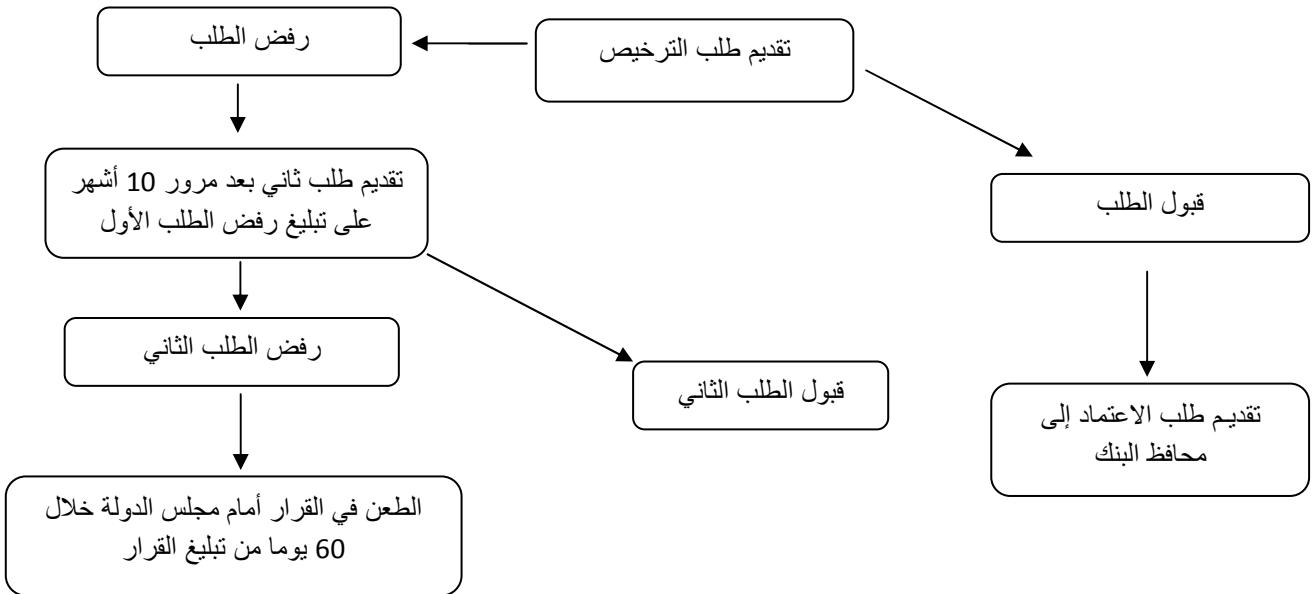 تقديم طلب الترخيص
رفض الطلب
تقديم طلب ثاني بعد مرور 10 أشهر
على تبليغ رفض الطلب الأول
قبول الطلب
رفض الطلب الثاني
قبول الطلب الثاني
تقديم طلب الاعتماد إلى
محافظ البنك
الطعن في القرار أمام مجلس الدولة خلال
60 يوما من تبليغ القرار